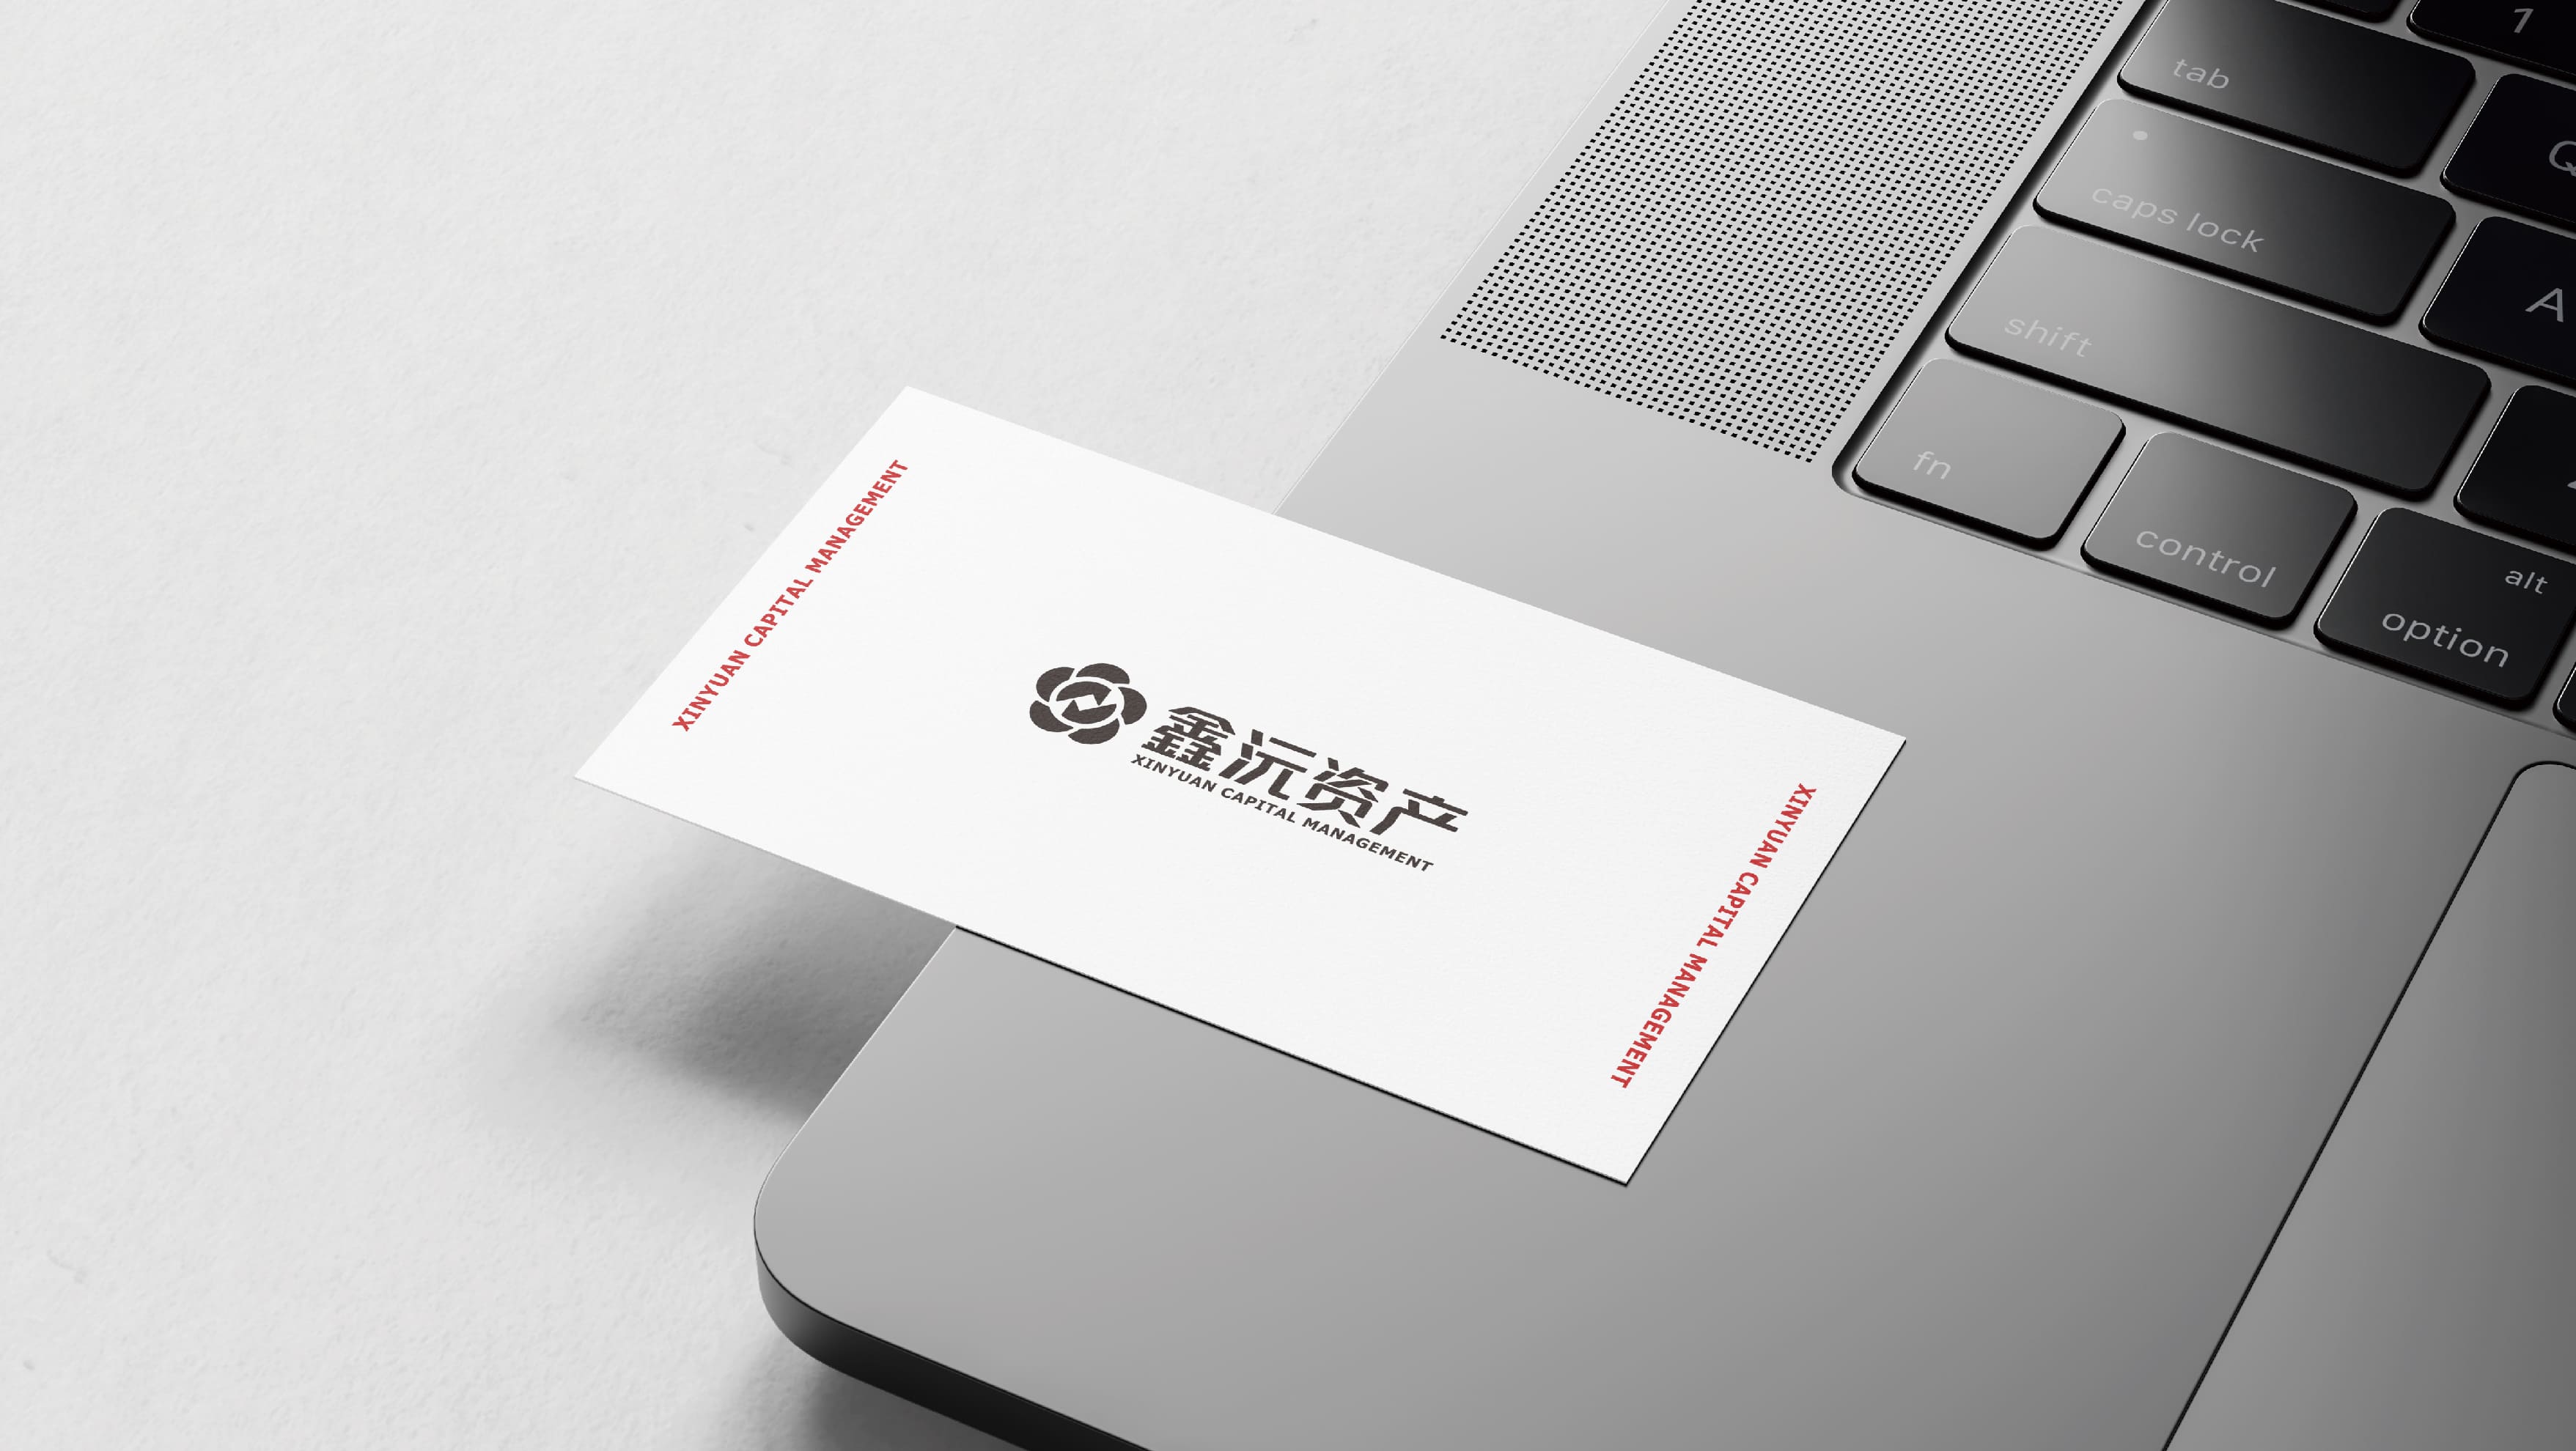 XINYUAN CAPITAL MANAGEMENT
鑫沅资产
XINYUAN CAPITAL MANAGEMENT
XINYUAN CAPITAL MANAGEMENT
1
tab
Q
caps lock
A
shift
fn
control
alt
option